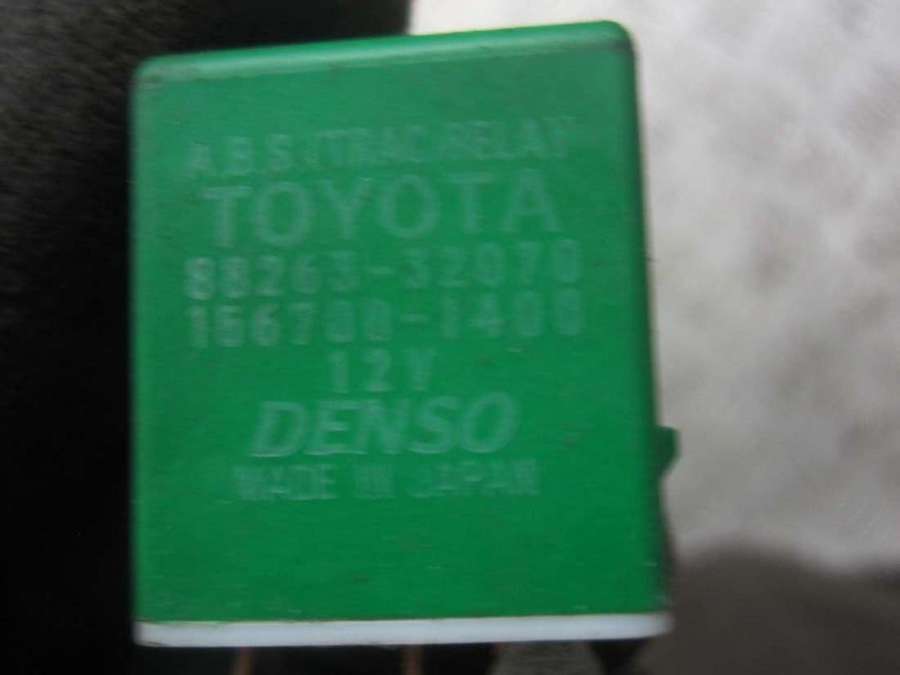 A.B.S./TRAC RELAY
TOYOTA
88263-32070
156700-1400
12V
DENSO
MADE IN JAPAN